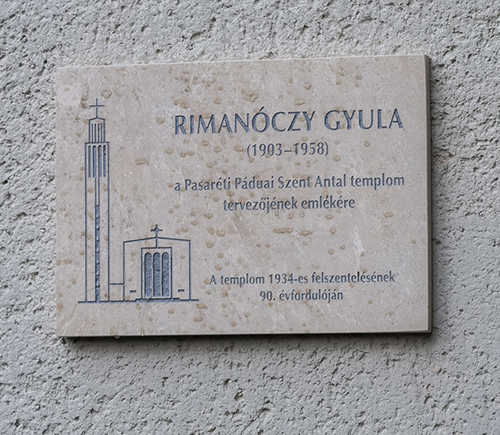 RIMANÓCZY GYULA
(1903–1958)
a Pasaréti Páduai Szent Antal templom
tervezőjének emlékére
A templom 1934-es felszentelésének
90. évfordulóján